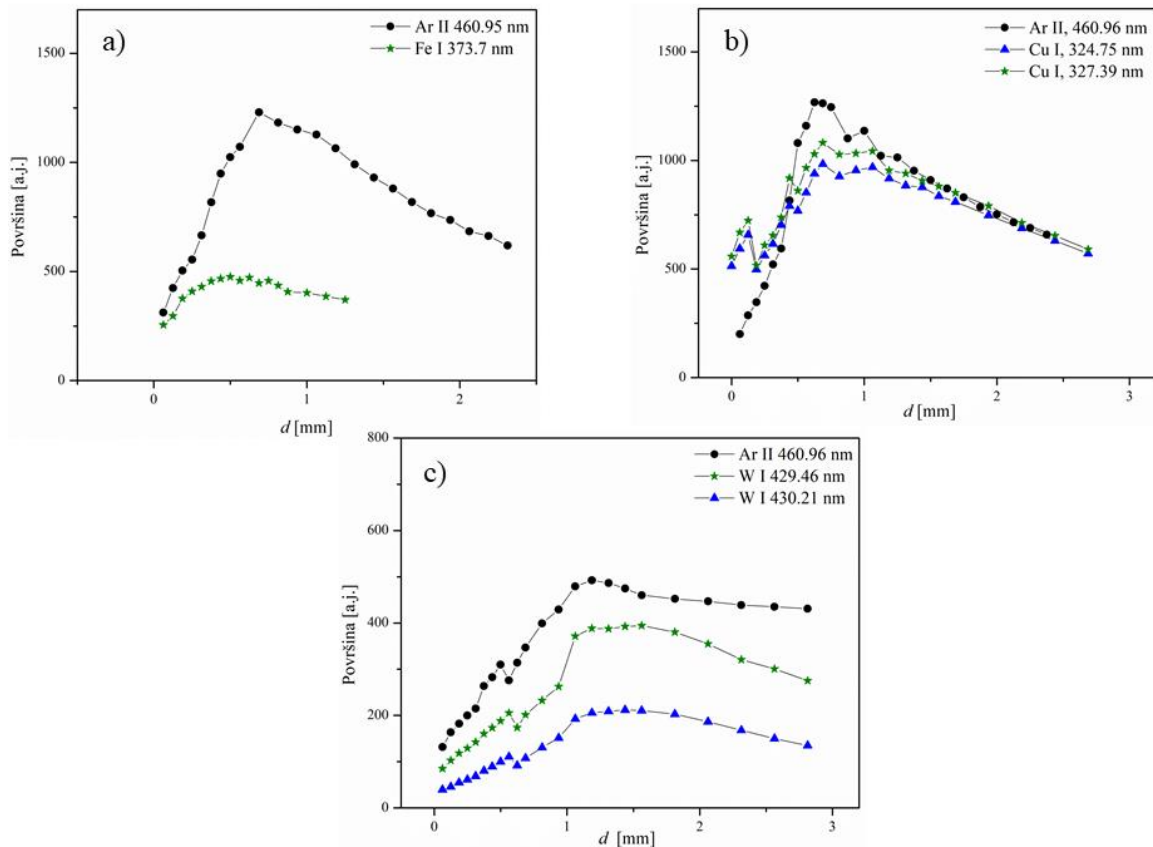 a)
Ar II 460.95 nm
Fe I 373.7 nm
1500
1000
500
0
Površina [a.j.]
0 1 2
d [mm]
b)
Ar II, 460.96 nm
Cu I, 324.75 nm
Cu I, 327.39 nm
1500
1000
500
0
Površina [a.j.]
0 1 2 3
d [mm]
c)
Ar II 460.96 nm
W I 429.46 nm
W I 430.21 nm
800
600
400
200
0
Površina [a.j.]
0 1 2 3
d [mm]